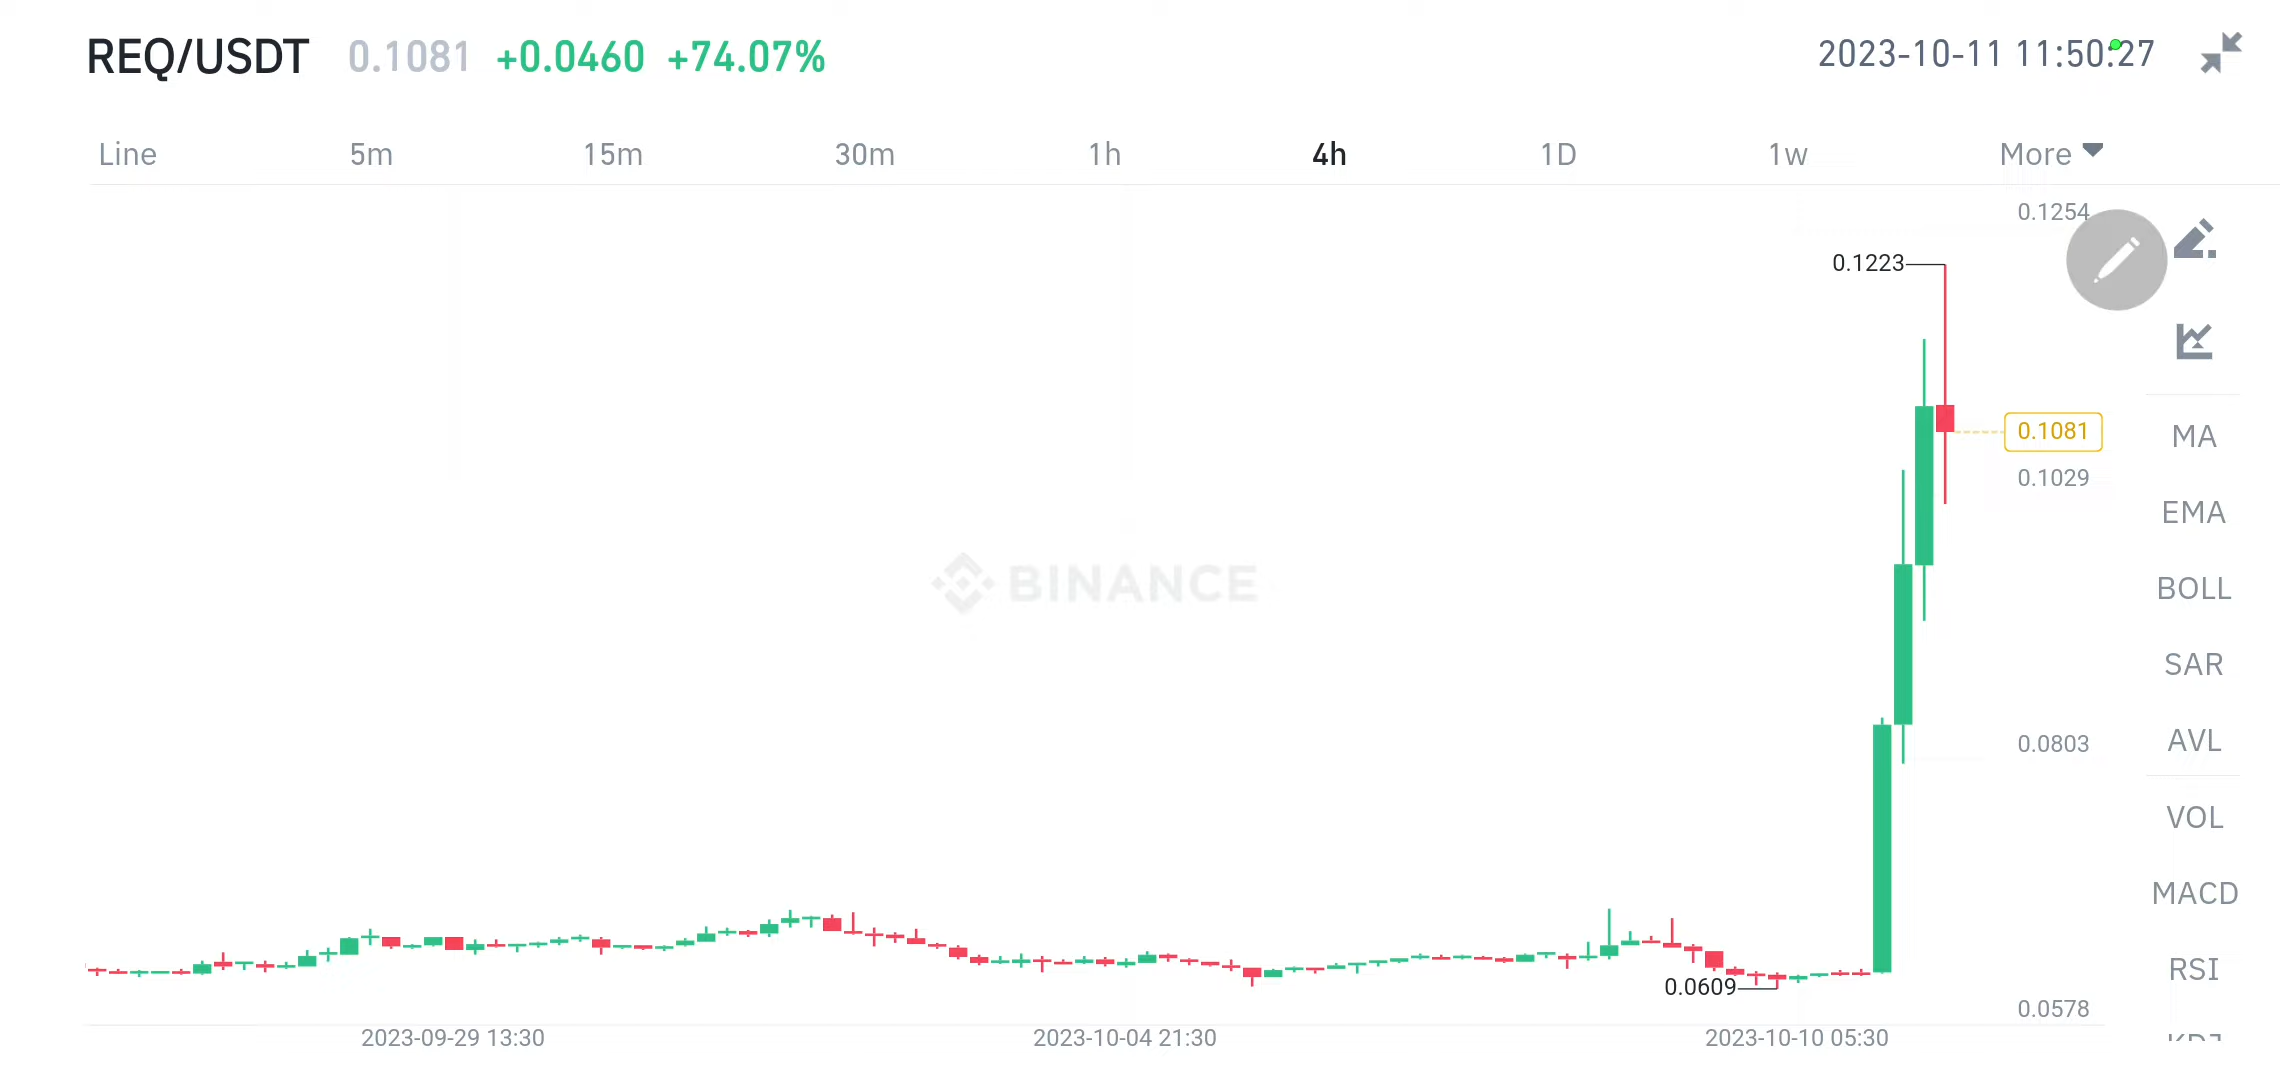 REQ/USDT 0.1081 +0.0460 +74.07% 2023-10-11 11:50:27
Line 5m 15m 30m 1h 4h 1D 1w More
0.1254
0.1223
0.1081
0.1029
BINANCE
0.0803
0.0609
0.0578
2023-09-29 13:30 2023-10-04 21:30 2023-10-10 05:30
MA
EMA
BOLL
SAR
AVL
VOL
MACD
RSI